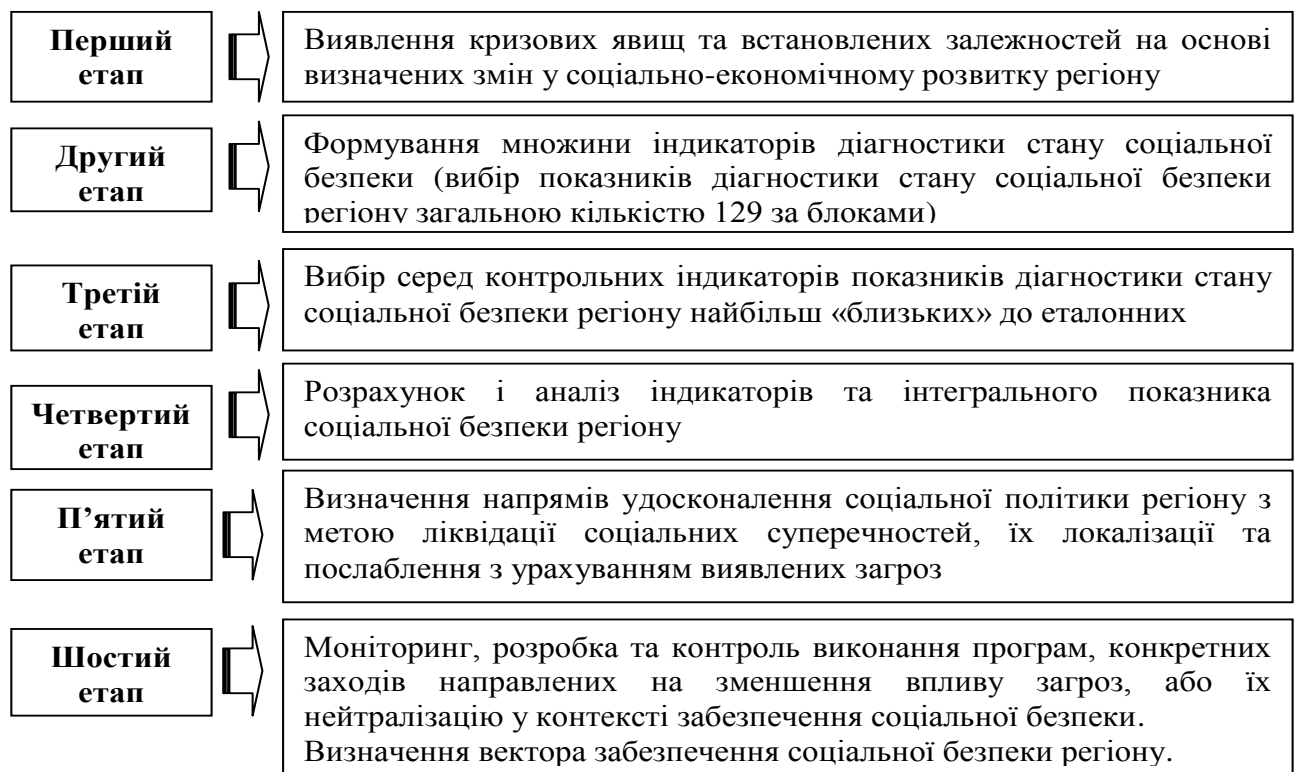 Перший
етап
Виявлення кризових явищ та встановлених залежностей на основі
визначених змін у соціально-економічному розвитку регіону
Другий
етап
Формування множини індикаторів діагностики стану соціальної
безпеки (вибір показників діагностики стану соціальної безпеки
регіону загальною кількістю 129 за блоками)
Третій
етап
Вибір серед контрольних індикаторів показників діагностики стану
соціальної безпеки регіону найбільш «близьких» до еталонних
Четвертий
етап
Розрахунок і аналіз індикаторів та інтегрального показника
соціальної безпеки регіону
П’ятий
етап
Визначення напрямів удосконалення соціальної політики регіону з
метою ліквідації соціальних суперечностей, їх локалізації та
послаблення з урахуванням виявлених загроз
Шостий
етап
Моніторинг, розробка та контроль виконання програм, конкретних
заходів направлених на зменшення впливу загроз, або їх
нейтралізацію у контексті забезпечення соціальної безпеки.
Визначення вектора забезпечення соціальної безпеки регіону.